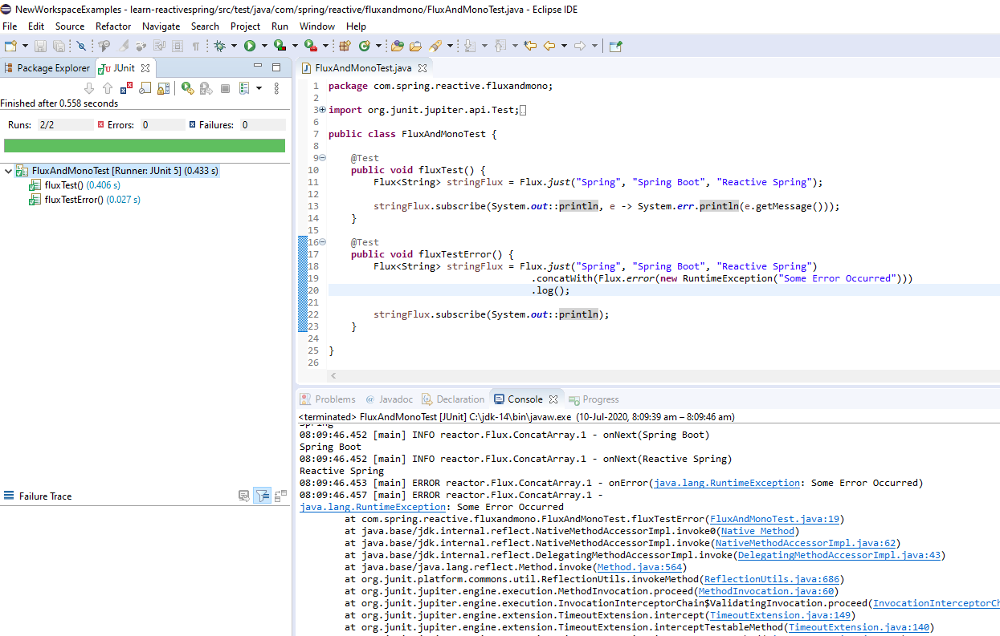 NewWorkspaceExamples - learn-reactivespring/src/test/java/com/spring/reactive/fluxandmono/FluxAndMonoTest.java - Eclipse IDE
File Edit Source Refactor Navigate Search Project Run Window Help
Package Explorer JUnit
Finished after 0.558 seconds
Runs: 2/2 Errors: 0 Failures: 0
FluxAndMonoTest [Runner: JUnit 5] (0.433 s)
fluxTest() (0.406 s)
fluxTestError() (0.027 s)
Failure Trace
FluxAndMonoTest.java
1 package com.spring.reactive.fluxandmono;
2
3 import org.junit.jupiter.api.Test;
6
7 public class FluxAndMonoTest {
8
9 @Test
10 public void fluxTest() {
11 Flux<String> stringFlux = Flux.just("Spring", "Spring Boot", "Reactive Spring");
12
13 stringFlux.subscribe(System.out::println, e -> System.err.println(e.getMessage()));
14 }
15
16 @Test
17 public void fluxTestError() {
18 Flux<String> stringFlux = Flux.just("Spring", "Spring Boot", "Reactive Spring")
19 .concatWith(Flux.error(new RuntimeException("Some Error Occurred")))
20 .log();
21
22 stringFlux.subscribe(System.out::println);
23 }
24
25 }
26
Problems @ Javadoc Declaration Console Progress
<terminated> FluxAndMonoTest [JUnit] C:\jdk-14\bin\javaw.exe (10-Jul-2020, 8:09:39 am – 8:09:46 am)
Spring
08:09:46.452 [main] INFO reactor.Flux.ConcatArray.1 - onNext(Spring Boot)
Spring Boot
08:09:46.452 [main] INFO reactor.Flux.ConcatArray.1 - onNext(Reactive Spring)
Reactive Spring
08:09:46.453 [main] ERROR reactor.Flux.ConcatArray.1 - onError(java.lang.RuntimeException: Some Error Occurred)
08:09:46.457 [main] ERROR reactor.Flux.ConcatArray.1 -
java.lang.RuntimeException: Some Error Occurred
at com.spring.reactive.fluxandmono.FluxAndMonoTest.fluxTestError(FluxAndMonoTest.java:19)
at java.base/jdk.internal.reflect.NativeMethodAccessorImpl.invoke0(Native Method)
at java.base/jdk.internal.reflect.NativeMethodAccessorImpl.invoke(NativeMethodAccessorImpl.java:62)
at java.base/jdk.internal.reflect.DelegatingMethodAccessorImpl.invoke(DelegatingMethodAccessorImpl.java:43)
at java.base/java.lang.reflect.Method.invoke(Method.java:564)
at org.junit.platform.commons.util.ReflectionUtils.invokeMethod(ReflectionUtils.java:686)
at org.junit.jupiter.engine.execution.MethodInvocation.proceed(MethodInvocation.java:60)
at org.junit.jupiter.engine.execution.InvocationInterceptorChain$ValidatingInvocation.proceed(InvocationInterceptorCh
at org.junit.jupiter.engine.extension.TimeoutExtension.intercept(TimeoutExtension.java:149)
at org.junit.jupiter.engine.extension.TimeoutExtension.interceptTestableMethod(TimeoutExtension.java:140)